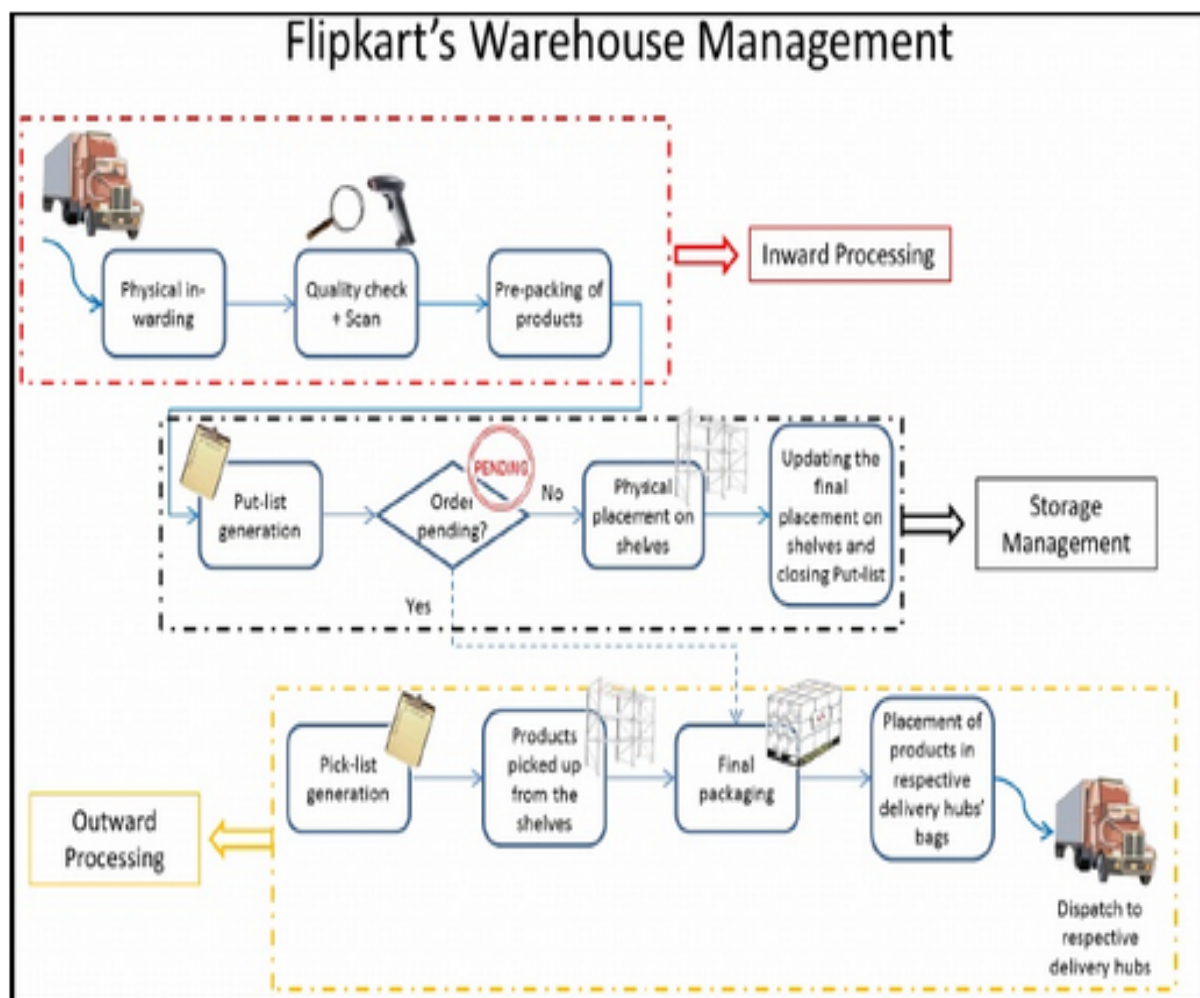 Flipkart's Warehouse Management
Physical in-
warding
Quality check
+ Scan
Pre-packing of
products
Inward Processing
Put-list
generation
Order
pending?
PENDING
No
Yes
Physical
placement on
shelves
Updating the
final
placement on
shelves and
closing Put-list
Storage
Management
Pick-list
generation
Products
picked up
from the
shelves
Final
packaging
Placement of
products in
respective
delivery hubs'
bags
Outward
Processing
Dispatch to
respective
delivery hubs